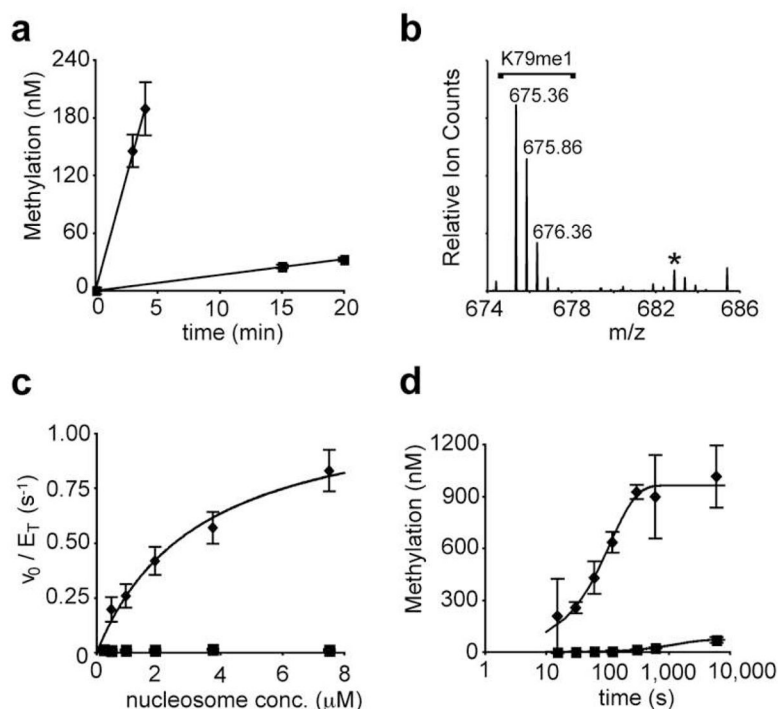 a
240
180
120
60
0
Methylation (nM)
0 5 10 15 20
time (min)
b
K79me1
675.36
675.86
676.36
*
Relative Ion Counts
674 678 682 686
m/z
c
1.00
0.75
0.50
0.25
v₀ / E_T (s⁻¹)
0 2 4 6 8
nucleosome conc. (μM)
d
1200
900
600
300
0
Methylation (nM)
1 10 100 1,000 10,000
time (s)